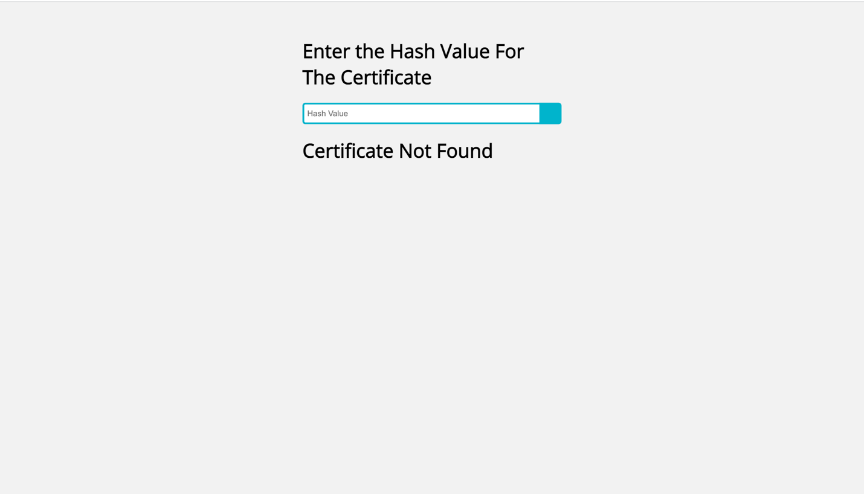 Enter the Hash Value For
The Certificate
Hash Value
Certificate Not Found